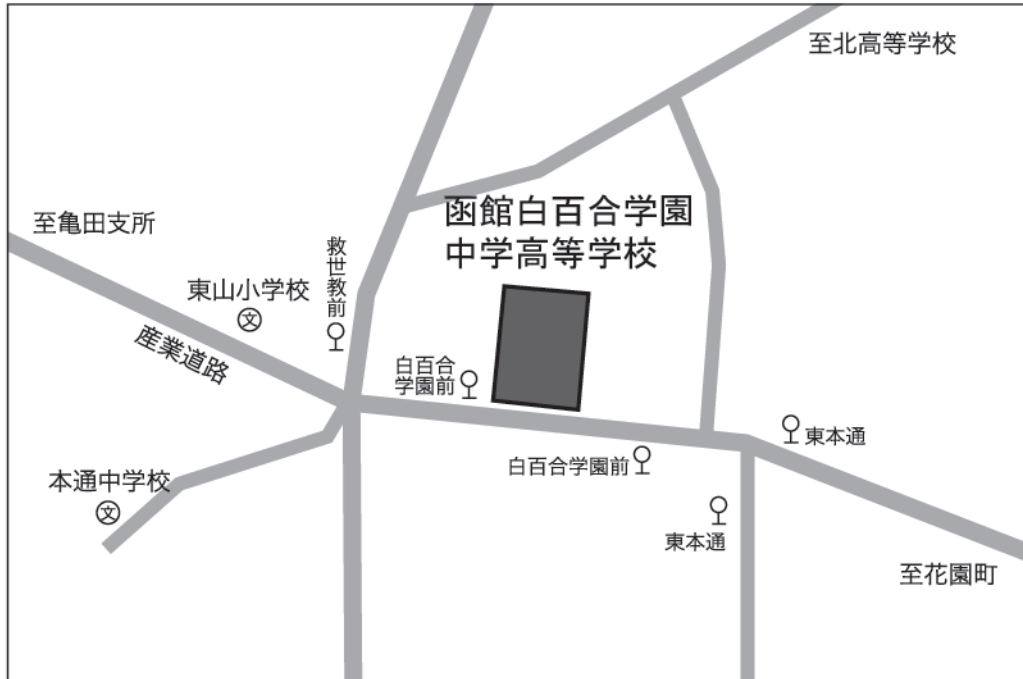 至北高等学校
函館白百合学園
中学高等学校
至亀田支所
救世教前
東山小学校
文
産業道路
白百合
学園前
東本通
白百合学園前
本通中学校
文
東本通
至花園町